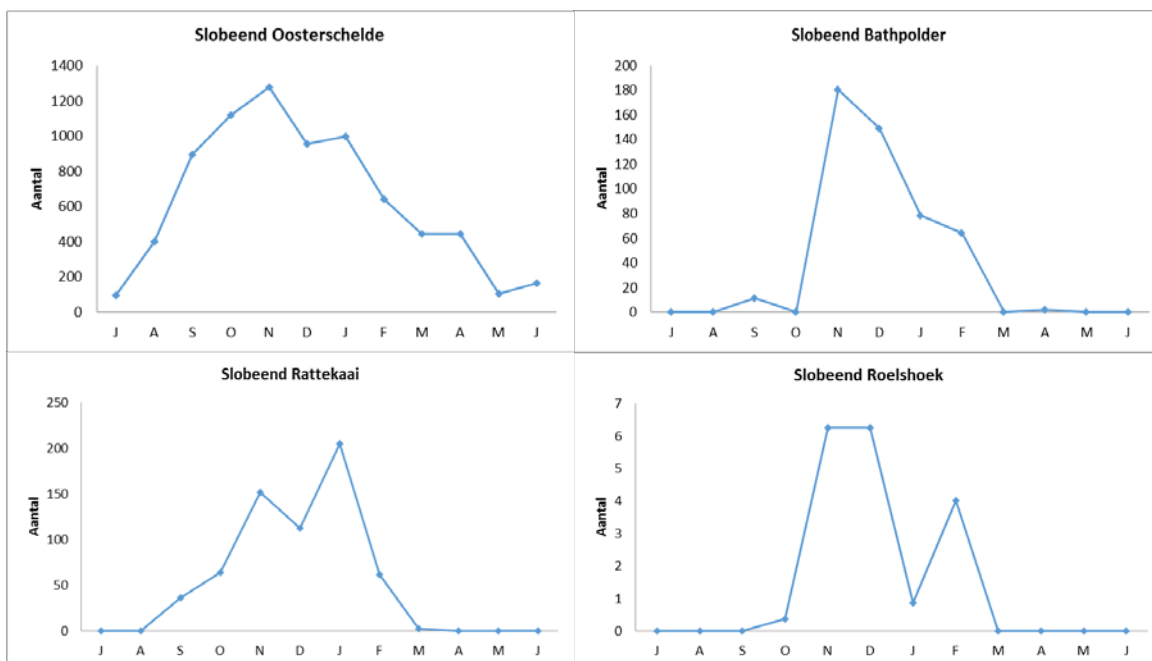 Slobeend Oosterschelde
Aantal
1400
1200
1000
800
600
400
200
0
J A S O N D J F M A M J
Slobeend Bathpolder
Aantal
200
180
160
140
120
100
80
60
40
20
0
J A S O N D J F M A M J
Slobeend Rattekaai
Aantal
250
200
150
100
50
0
J A S O N D J F M A M J
Slobeend Roelshoek
Aantal
7
6
5
4
3
2
1
0
J A S O N D J F M A M J